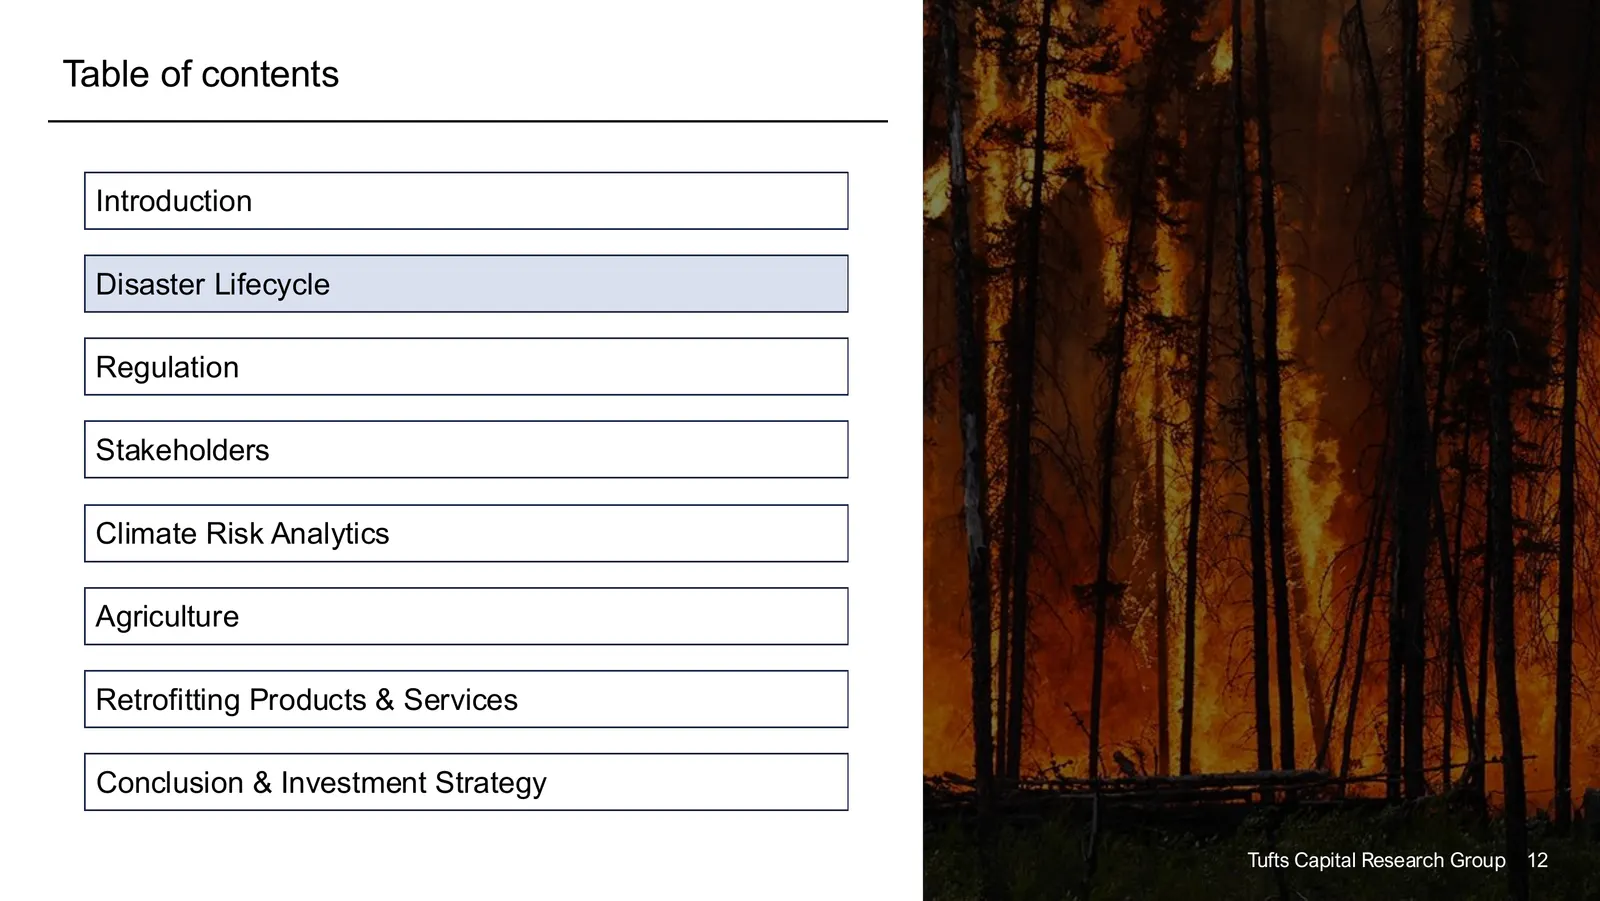 Table of contents
Introduction
Disaster Lifecycle
Regulation
Stakeholders
Climate Risk Analytics
Agriculture
Retrofitting Products & Services
Conclusion & Investment Strategy
Tufts Capital Research Group 12